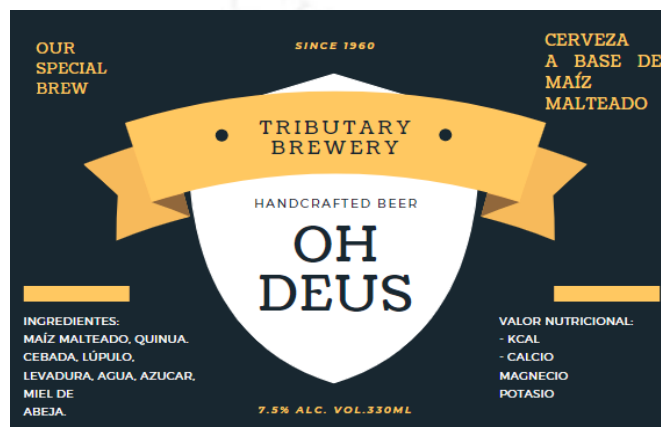 OUR
SPECIAL
BREW
SINCE 1960
CERVEZA
A BASE DE
MAÍZ
MALTEADO
TRIBUTARY
BREWERY
HANDCRAFTED BEER
OH
DEUS
INGREDIENTES:
MAÍZ MALTEADO, QUINUA.
CEBADA, LÚPULO,
LEVADURA, AGUA, AZUCAR,
MIEL DE
ABEJA.
VALOR NUTRICIONAL:
- KCAL
- CALCIO
MAGNECIO
POTASIO
7.5% ALC. VOL.330ML